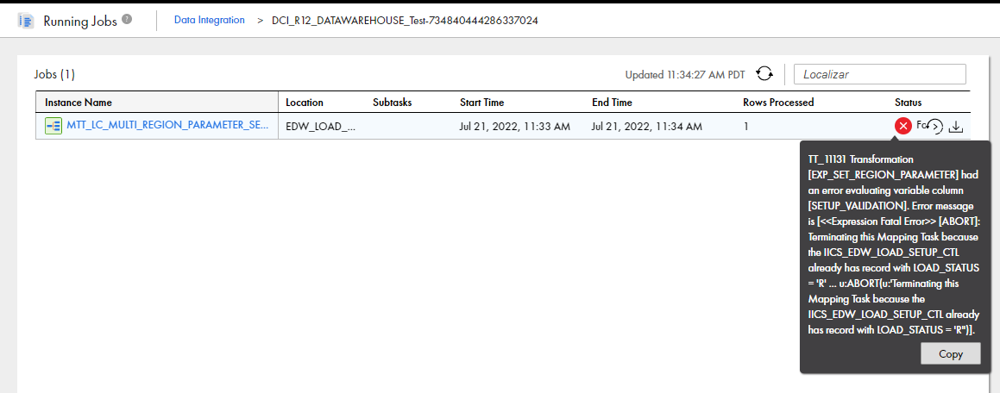 Running Jobs ?
Data Integration > DCI_R12_DATAWAREHOUSE_Test-734840444286337024
Jobs (1)
Updated 11:34:27 AM PDT
Localizar
Instance Name Location Subtasks Start Time End Time Rows Processed Status
MTT_LC_MULTI_REGION_PARAMETER_SE... EDW_LOAD_... Jul 21, 2022, 11:33 AM Jul 21, 2022, 11:34 AM 1
TT_11131 Transformation
[EXP_SET_REGION_PARAMETER] had
an error evaluating variable column
[SETUP_VALIDATION]. Error message
is [<<Expression Fatal Error>> [ABORT]:
Terminating this Mapping Task because
the IICS_EDW_LOAD_SETUP_CTL
already has record with LOAD_STATUS
= 'R' ... u:ABORT(u:'Terminating this
Mapping Task because the
IICS_EDW_LOAD_SETUP_CTL already
has record with LOAD_STATUS = 'R'')].
Copy